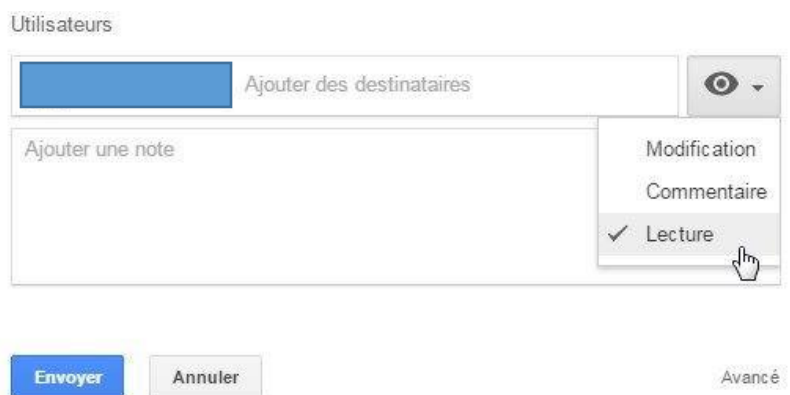 Utilisateurs
Ajouter des destinataires
Ajouter une note
Modification
Commentaire
Lecture
Envoyer Annuler Avancé